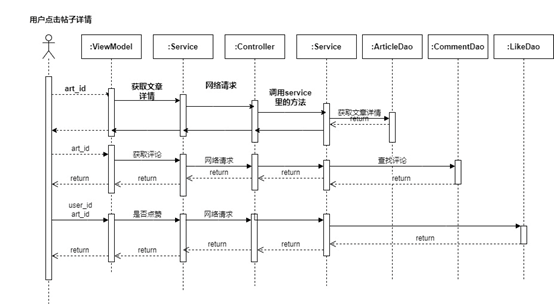 用户点击帖子详情
:ViewModel
:Service
:Controller
:Service
:ArticleDao
:CommentDao
:LikeDao
art_id
获取文章
详情
网络请求
调用service
里的方法
获取文章详情
return
art_id
获取评论
网络请求
查找评论
return
return
return
return
return
user_id
art_id
是否点赞
网络请求
return
return
return
return
return